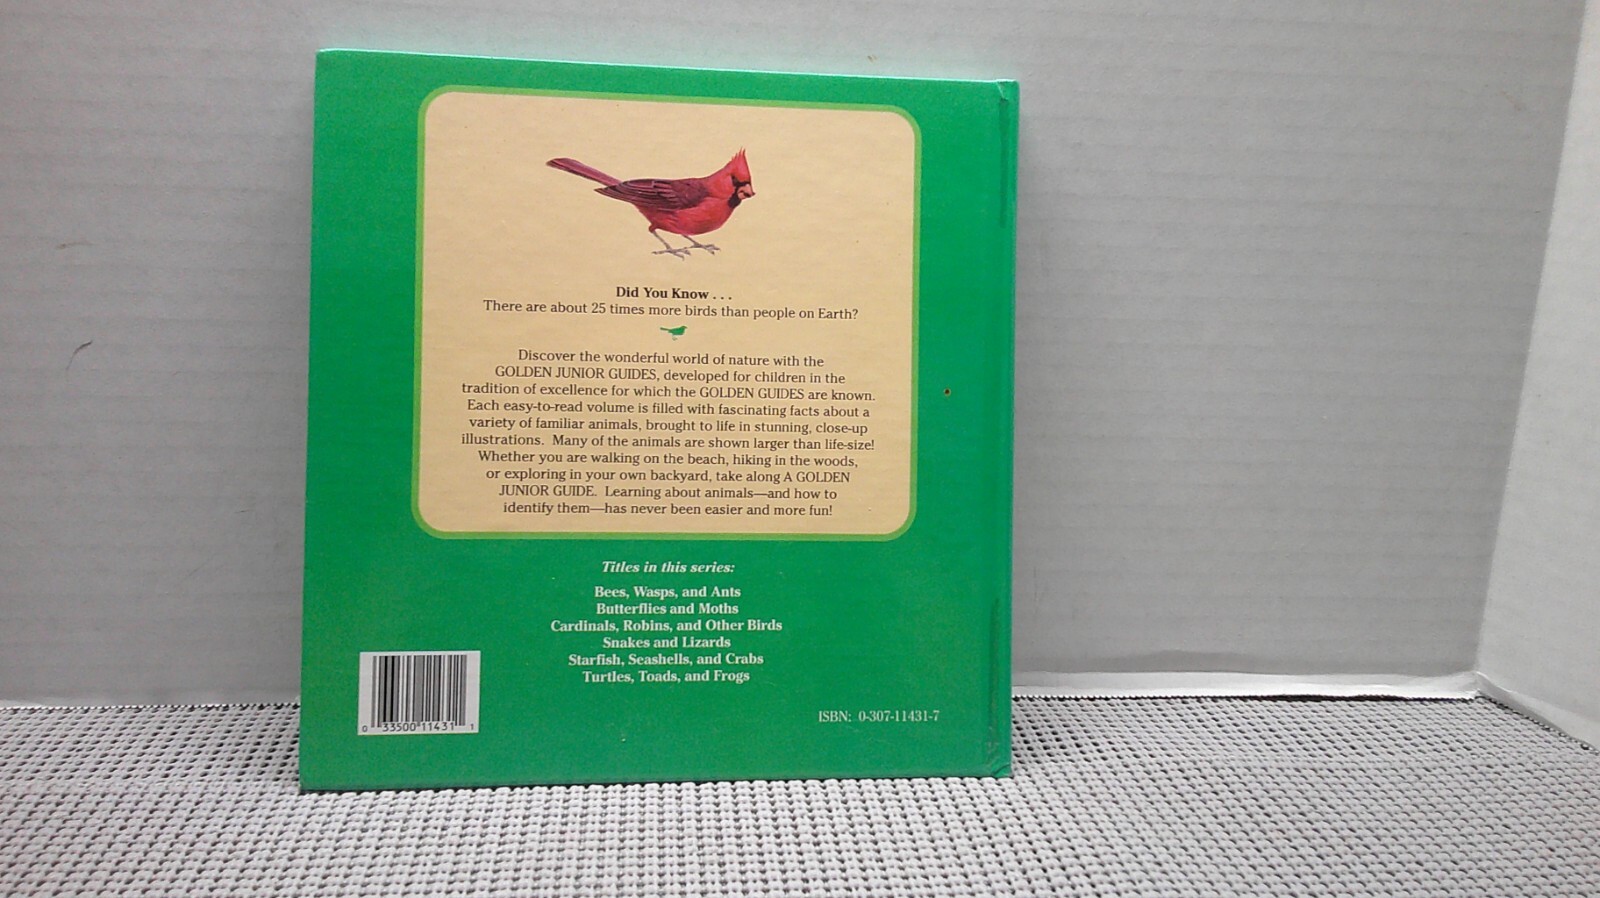 Did You Know . . .
There are about 25 times more birds than people on Earth?
Discover the wonderful world of nature with the
GOLDEN JUNIOR GUIDES, developed for children in the
tradition of excellence for which the GOLDEN GUIDES are known.
Each easy-to-read volume is filled with fascinating facts about a
variety of familiar animals, brought to life in stunning, close-up
illustrations. Many of the animals are shown larger than life-size!
Whether you are walking on the beach, hiking in the woods,
or exploring in your own backyard, take along A GOLDEN
JUNIOR GUIDE. Learning about animals—and how to
identify them—has never been easier and more fun!
Titles in this series:
Bees, Wasps, and Ants
Butterflies and Moths
Cardinals, Robins, and Other Birds
Snakes and Lizards
Starfish, Seashells, and Crabs
Turtles, Toads, and Frogs
ISBN: 0-307-11431-7
0 33500 11431 1